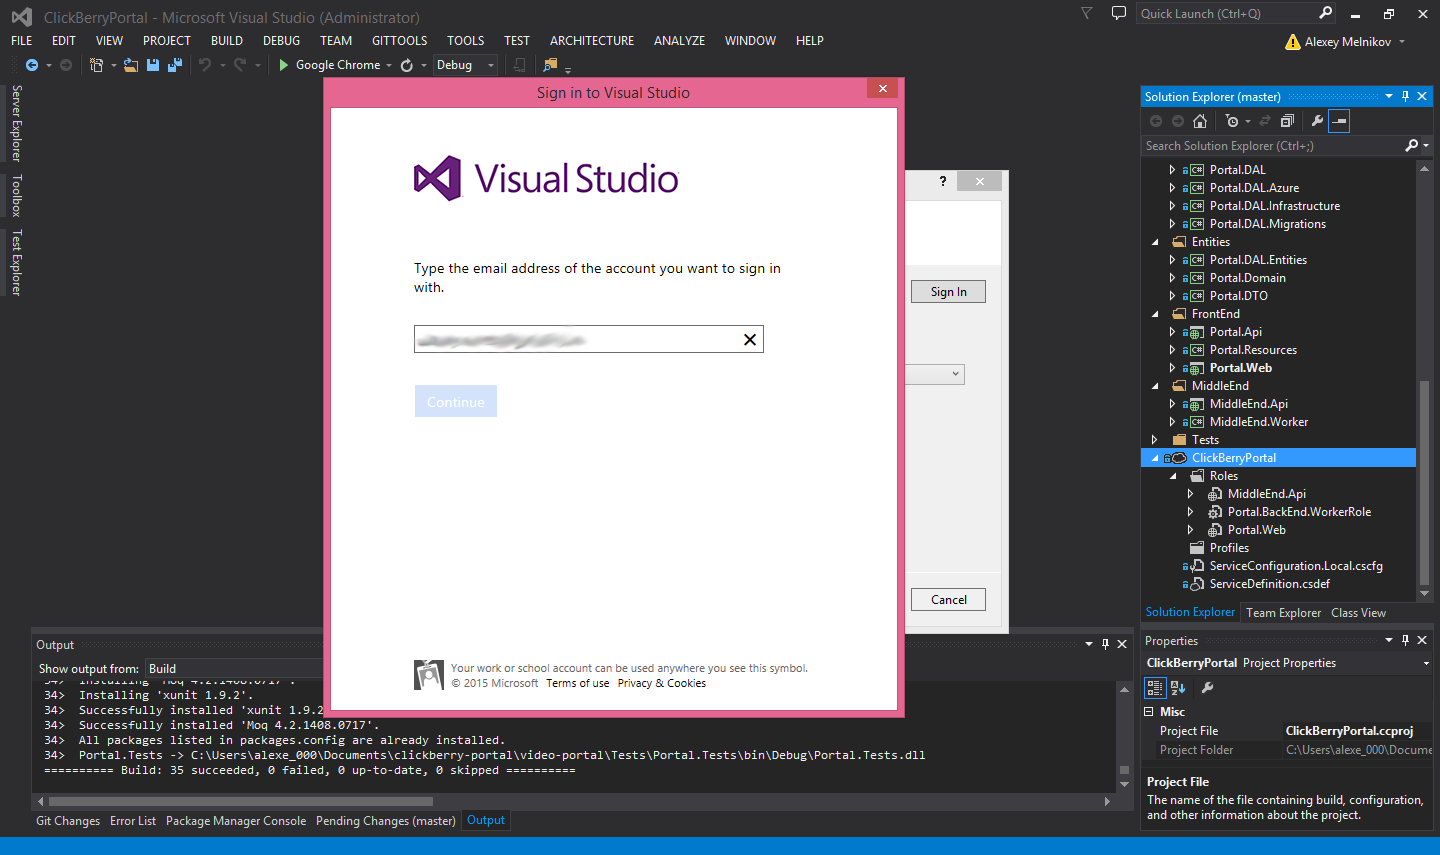 ClickBerryPortal - Microsoft Visual Studio (Administrator)
Quick Launch (Ctrl+Q)
FILE EDIT VIEW PROJECT BUILD DEBUG TEAM GITTOOLS TOOLS TEST ARCHITECTURE ANALYZE WINDOW HELP
Alexey Melnikov
Google Chrome Debug
Server Explorer
Toolbox
Test Explorer
Sign in to Visual Studio
Visual Studio
Type the email address of the account you want to sign in
with.
Continue
Your work or school account can be used anywhere you see this symbol.
© 2015 Microsoft Terms of use Privacy & Cookies
?
Sign In
Cancel
Solution Explorer (master)
Search Solution Explorer (Ctrl+;)
Portal.DAL
Portal.DAL.Azure
Portal.DAL.Infrastructure
Portal.DAL.Migrations
Entities
Portal.DAL.Entities
Portal.Domain
Portal.DTO
FrontEnd
Portal.Api
Portal.Resources
Portal.Web
MiddleEnd
MiddleEnd.Api
MiddleEnd.Worker
Tests
ClickBerryPortal
Roles
MiddleEnd.Api
Portal.BackEnd.WorkerRole
Portal.Web
Profiles
ServiceConfiguration.Local.cscfg
ServiceDefinition.csdef
Solution Explorer Team Explorer Class View
Output
Show output from: Build
34> Installing 'Moq 4.2.1408.0717'.
34> Installing 'xunit 1.9.2'.
34> Successfully installed 'xunit 1.9.2
34> Successfully installed 'Moq 4.2.1408.0717'.
34> All packages listed in packages.config are already installed.
34> Portal.Tests -> C:\Users\alexe_000\Documents\clickberry-portal\video-portal\Tests\Portal.Tests\bin\Debug\Portal.Tests.dll
========== Build: 35 succeeded, 0 failed, 0 up-to-date, 0 skipped ==========
Git Changes Error List Package Manager Console Pending Changes (master) Output
Properties
ClickBerryPortal Project Properties
Misc
Project File ClickBerryPortal.ccproj
Project Folder C:\Users\alexe_000\Docume
Project File
The name of the file containing build, configuration,
and other information about the project.